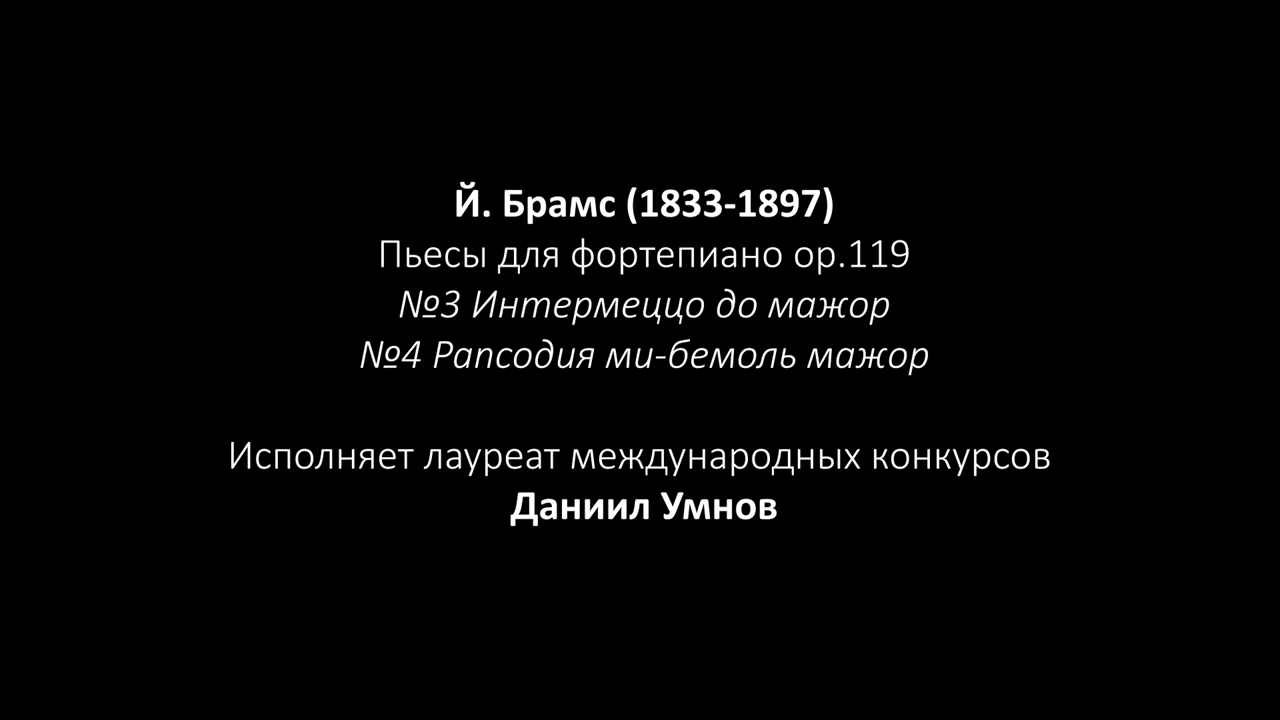 Й. Брамс (1833-1897)
Пьесы для фортепиано ор.119
№3 Интермеццо до мажор
№4 Рапсодия ми-бемоль мажор
Исполняет лауреат международных конкурсов
Даниил Умнов